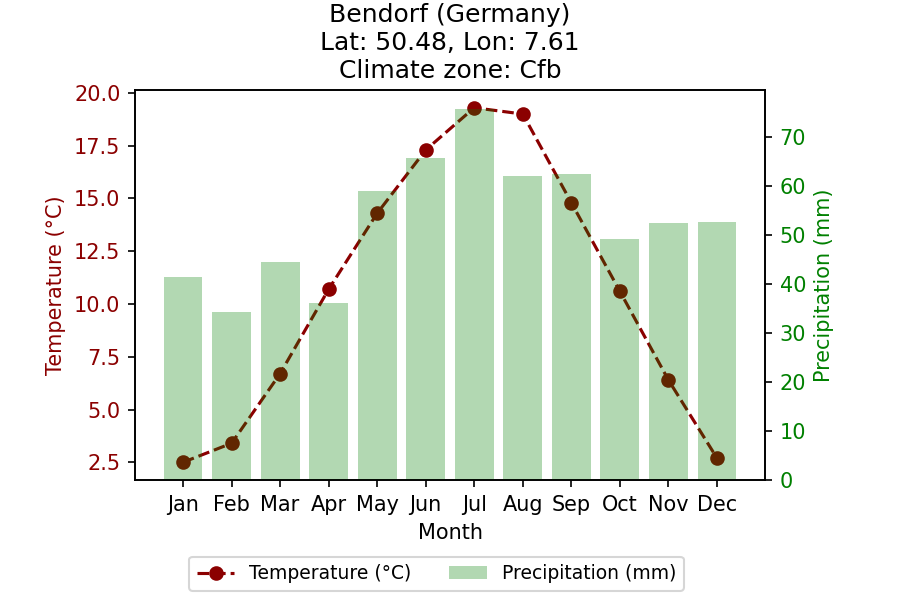 Bendorf (Germany)
Lat: 50.48, Lon: 7.61
Climate zone: Cfb
Temperature (°C)
20.0
17.5
15.0
12.5
10.0
7.5
5.0
2.5
Precipitation (mm)
70
60
50
40
30
20
10
0
Jan Feb Mar Apr May Jun Jul Aug Sep Oct Nov Dec
Month
Temperature (°C) Precipitation (mm)